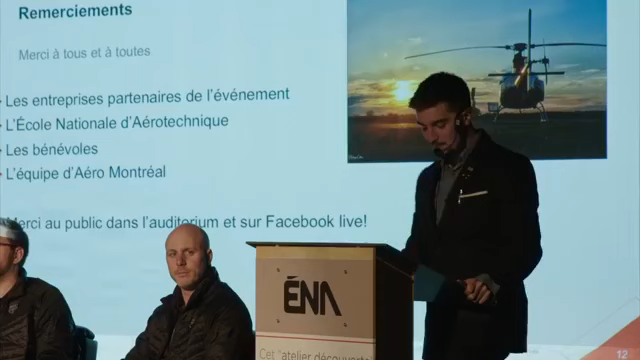 Remerciements
Merci à tous et à toutes
Les entreprises partenaires de l'événement
L'École Nationale d'Aérotechnique
Les bénévoles
L'équipe d'Aéro Montréal
Merci au public dans l'auditorium et sur Facebook live!
ÉNA
Cet "atelier découverte
12